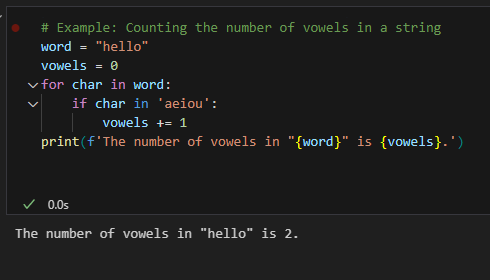 # Example: Counting the number of vowels in a string
word = "hello"
vowels = 0
for char in word:
    if char in 'aeiou':
        vowels += 1
print(f'The number of vowels in "{word}" is {vowels}.')
0.0s
The number of vowels in "hello" is 2.